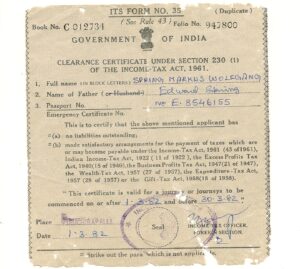 ITS FORM NO. 35 (Duplicate)
Book No. C 012734 (See Rule 43) Folio No. 947800
GOVERNMENT OF INDIA
CLEARANCE CERTIFICATE UNDER SECTION 230 (1)
OF THE INCOME-TAX ACT, 1961.
1. Full name (IN BLOCK LETTERS) SPRING MARKUS WOLFGANG
2. Name of Father (or Husband) Edward Spring
3. Passport No. no E. 8546155
Emergency Certificate No.
This is to certify that the above mentioned applicant has
(a) no liabilities outstanding;
(b) made satisfactory arrangements for the payment of taxes which are
or may become payable under the Income-tax Act, 1961 (43 of 1961),
Indian Income-tax Act, 1922 (11 of 1922), the Excess Profits Tax
Act, 1940 (15 of 1940), the Business Profits Tax Act, 1947 (21 of 1947),
the Wealth-tax Act, 1957 (27 of 1957), the Expenditure-Tax Act,
1957 (29 of 1957) or the Gift-Tax Act, 1958 (18 of 1958).
This certificate is valid for a journey or journeys to be
commenced on or after 1-3-82 and before 30.3.82
Place
Date 1-3-82
Seal
INCOME TAX OFFICER,
FOREIGN SECTION.
*Strike out the para which is not applicable.